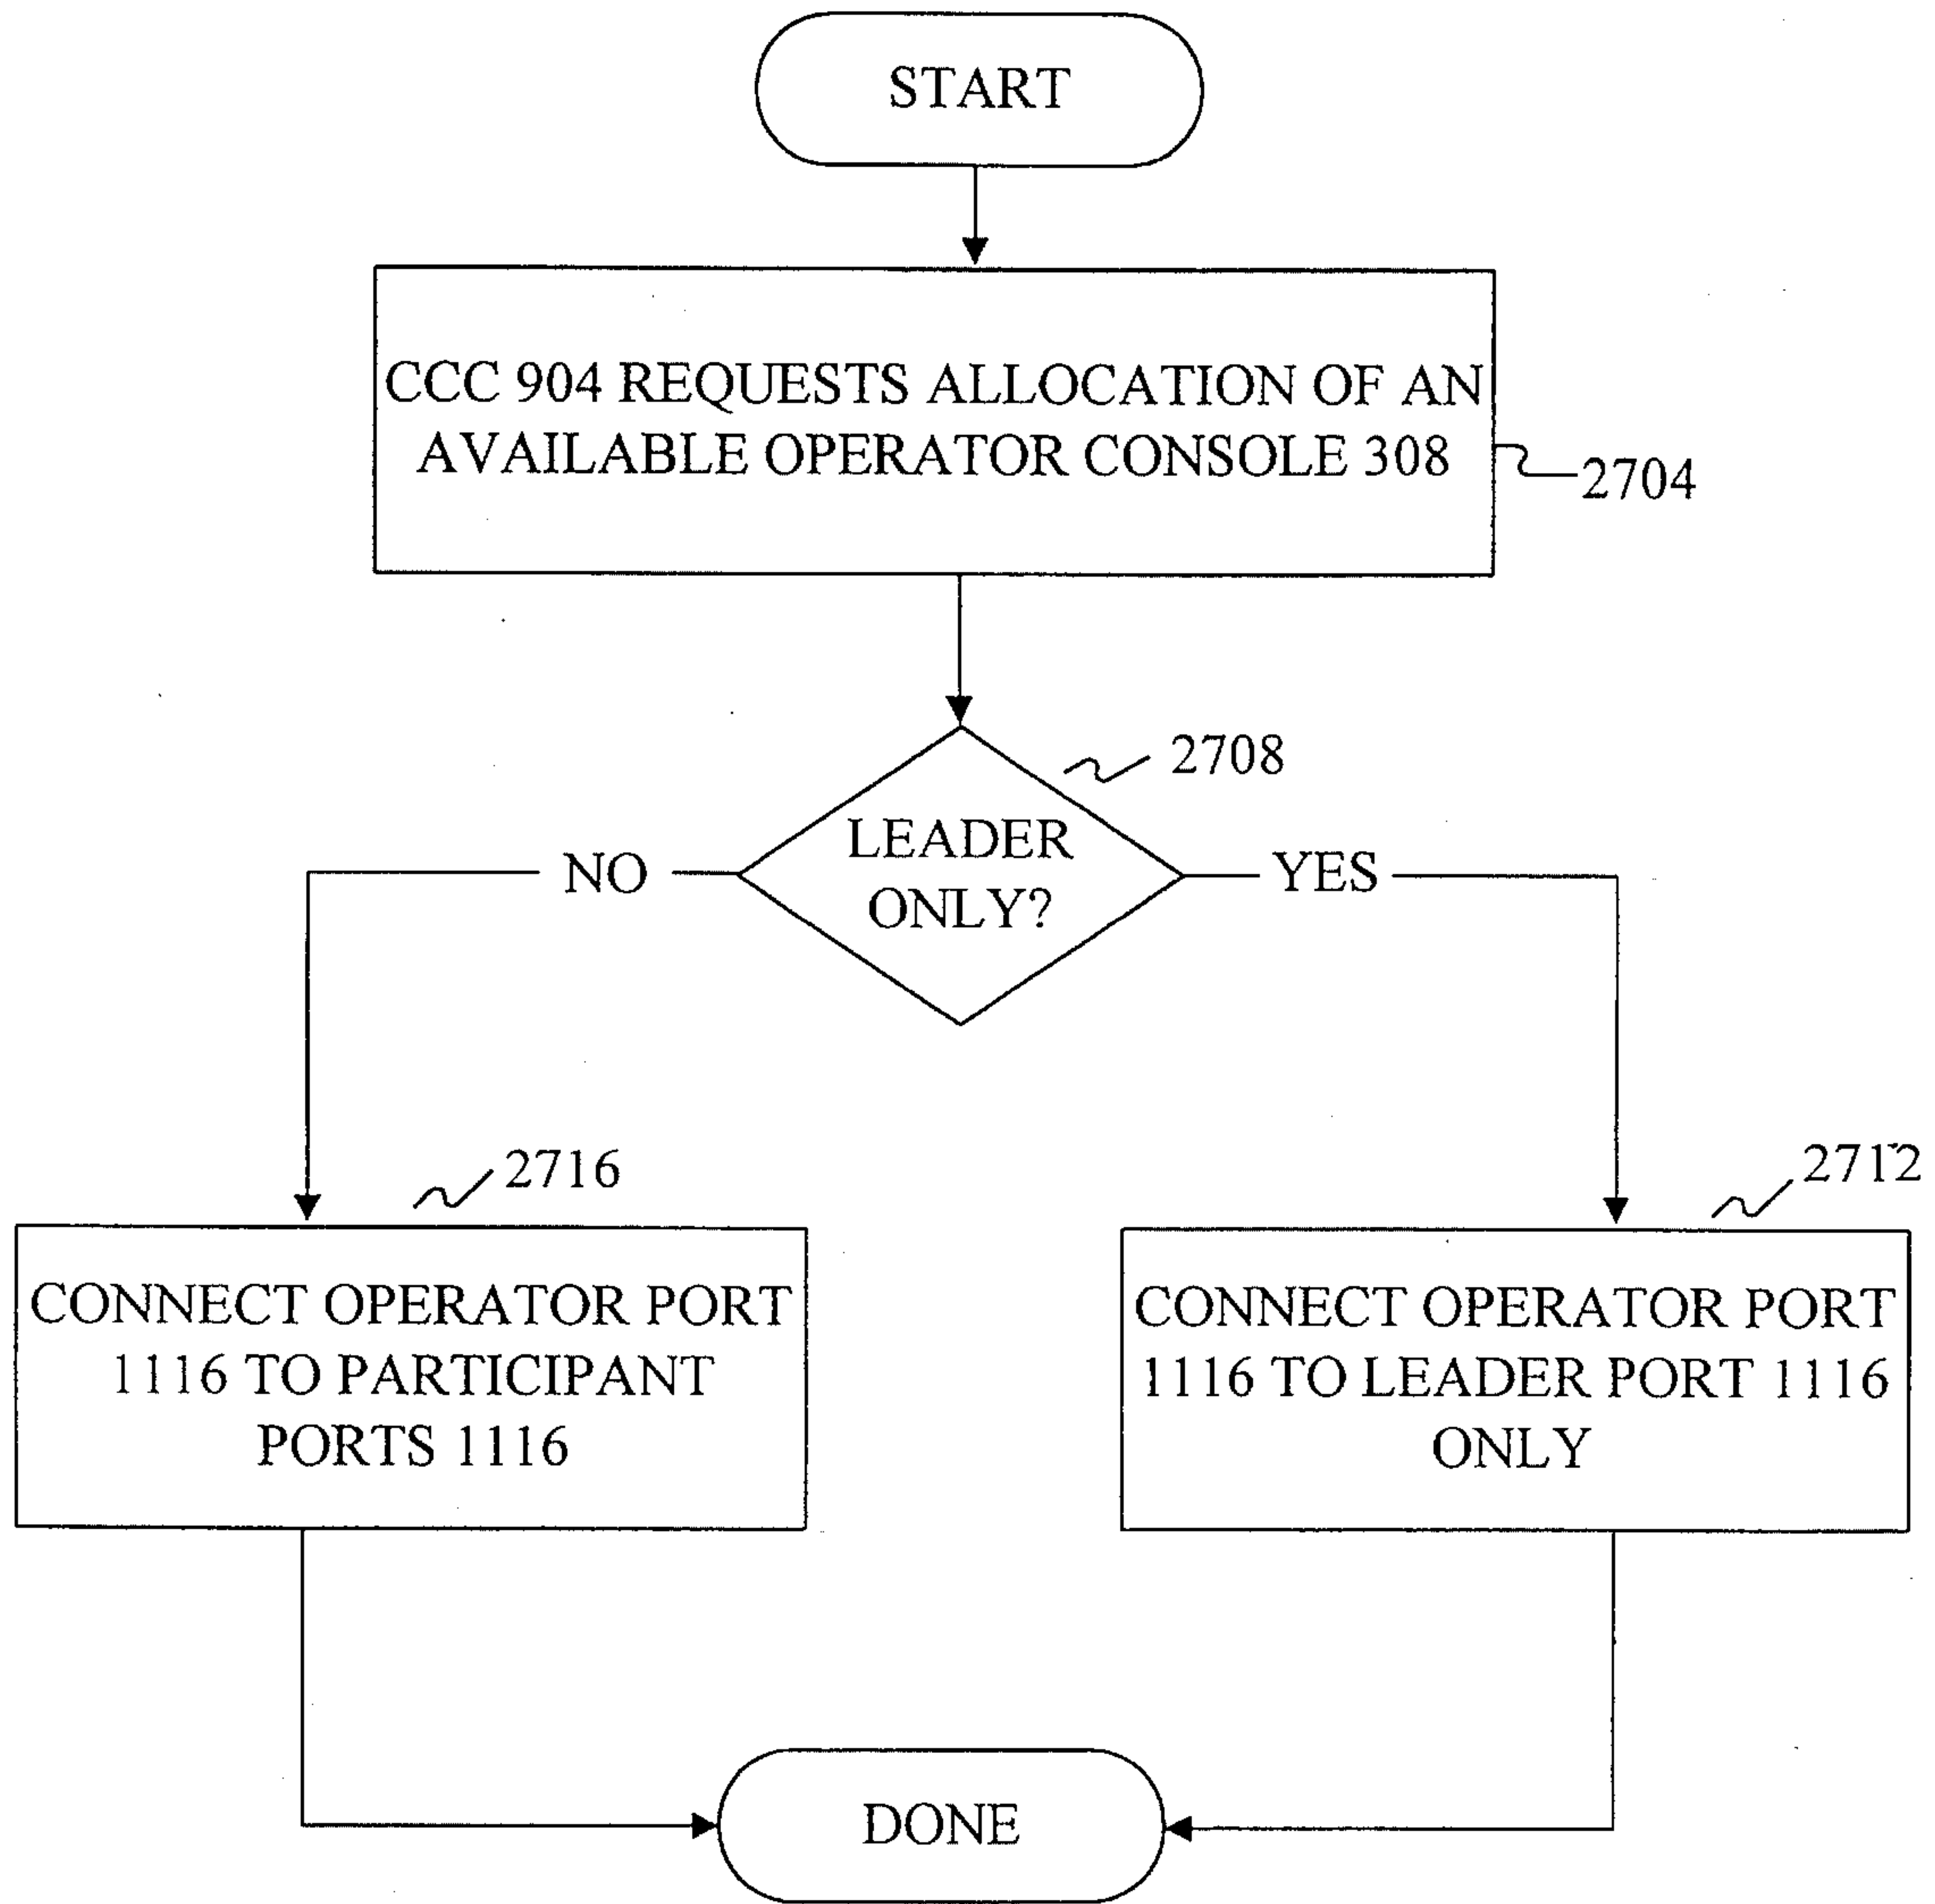 START
CCC 904 REQUESTS ALLOCATION OF AN
AVAILABLE OPERATOR CONSOLE 308
2704
2708
LEADER
ONLY?
NO
YES
2716
2712
CONNECT OPERATOR PORT
1116 TO PARTICIPANT
PORTS 1116
CONNECT OPERATOR PORT
1116 TO LEADER PORT 1116
ONLY
DONE